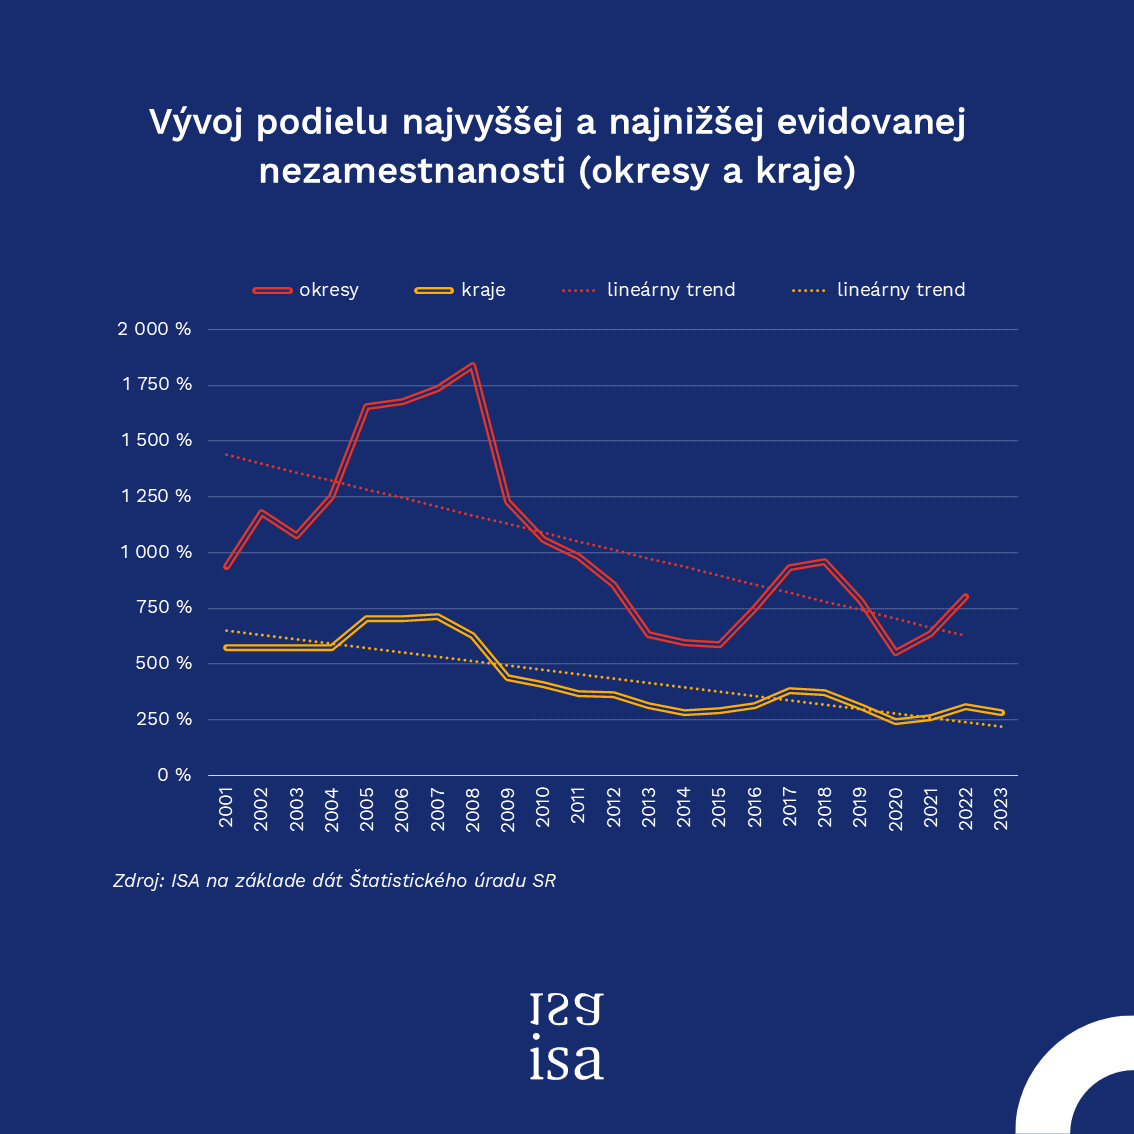 Vývoj podielu najvyššej a najnižšej evidovanej
nezamestnanosti (okresy a kraje)
okresy kraje lineárny trend lineárny trend
2 000 %
1 750 %
1 500 %
1 250 %
1 000 %
750 %
500 %
250 %
0 %
2001 2002 2003 2004 2005 2006 2007 2008 2009 2010 2011 2012 2013 2014 2015 2016 2017 2018 2019 2020 2021 2022 2023
Zdroj: ISA na základe dát Štatistického úradu SR
isa
isa